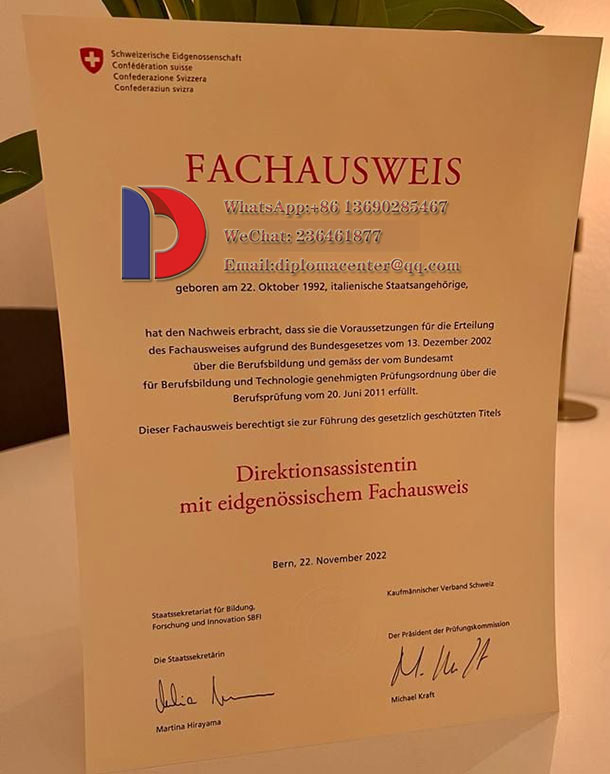 Schweizerische Eidgenossenschaft
Confédération suisse
Confederazione Svizzera
Confederaziun svizra
FACHAUSWEIS
WhatsApp:+86 13690285467
WeChat: 236461877
Email:diplomacenter@qq.com
geboren am 22. Oktober 1992, italienische Staatsangehörige,
hat den Nachweis erbracht, dass sie die Voraussetzungen für die Erteilung
des Fachausweises aufgrund des Bundesgesetzes vom 13. Dezember 2002
über die Berufsbildung und gemäss der vom Bundesamt
für Berufsbildung und Technologie genehmigten Prüfungsordnung über die
Berufsprüfung vom 20. Juni 2011 erfüllt.
Dieser Fachausweis berechtigt sie zur Führung des gesetzlich geschützten Titels
Direktionsassistentin
mit eidgenössischem Fachausweis
Bern, 22. November 2022
Staatssekretariat für Bildung,
Forschung und Innovation SBFI
Die Staatssekretärin
Martina Hirayama
Kaufmännischer Verband Schweiz
Der Präsident der Prüfungskommission
Michael Kraft